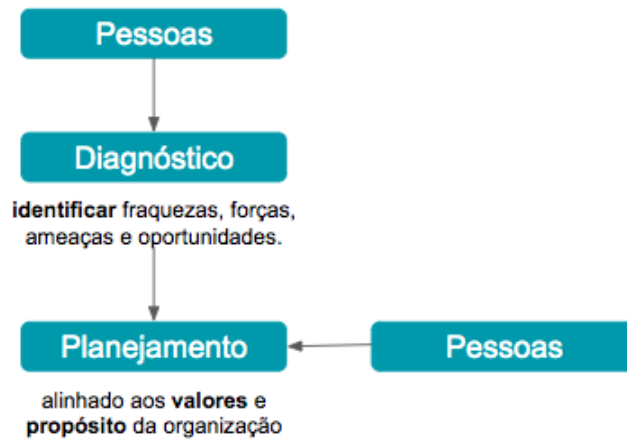 Pessoas
Diagnóstico
identificar fraquezas, forças,
ameaças e oportunidades.
Planejamento
Pessoas
alinhado aos valores e
propósito da organização